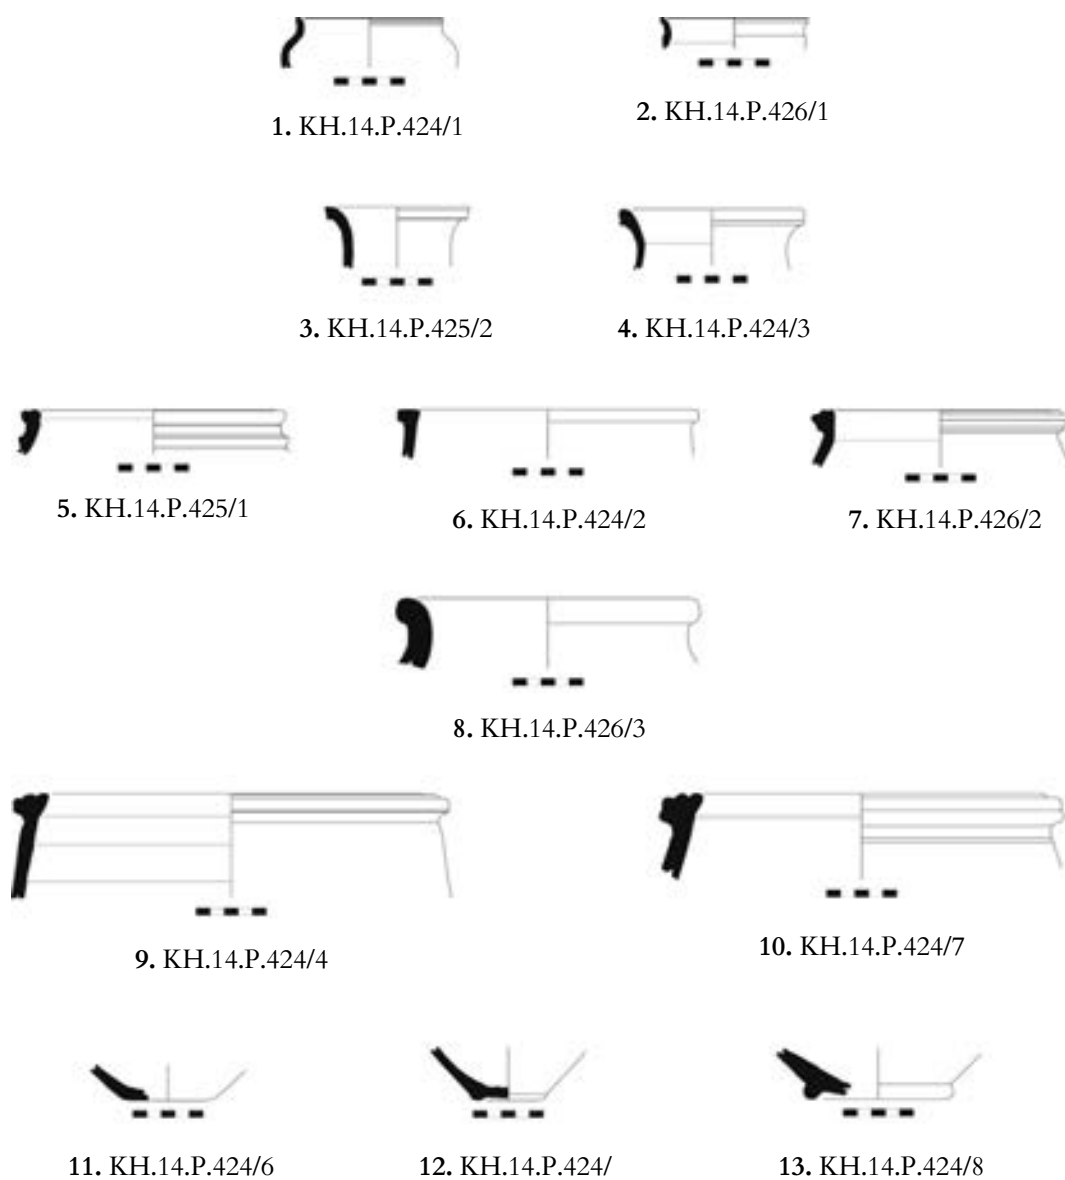 1. KH.14.P.424/1
2. KH.14.P.426/1
3. KH.14.P.425/2
4. KH.14.P.424/3
5. KH.14.P.425/1
6. KH.14.P.424/2
7. KH.14.P.426/2
8. KH.14.P.426/3
9. KH.14.P.424/4
10. KH.14.P.424/7
11. KH.14.P.424/6
12. KH.14.P.424/
13. KH.14.P.424/8